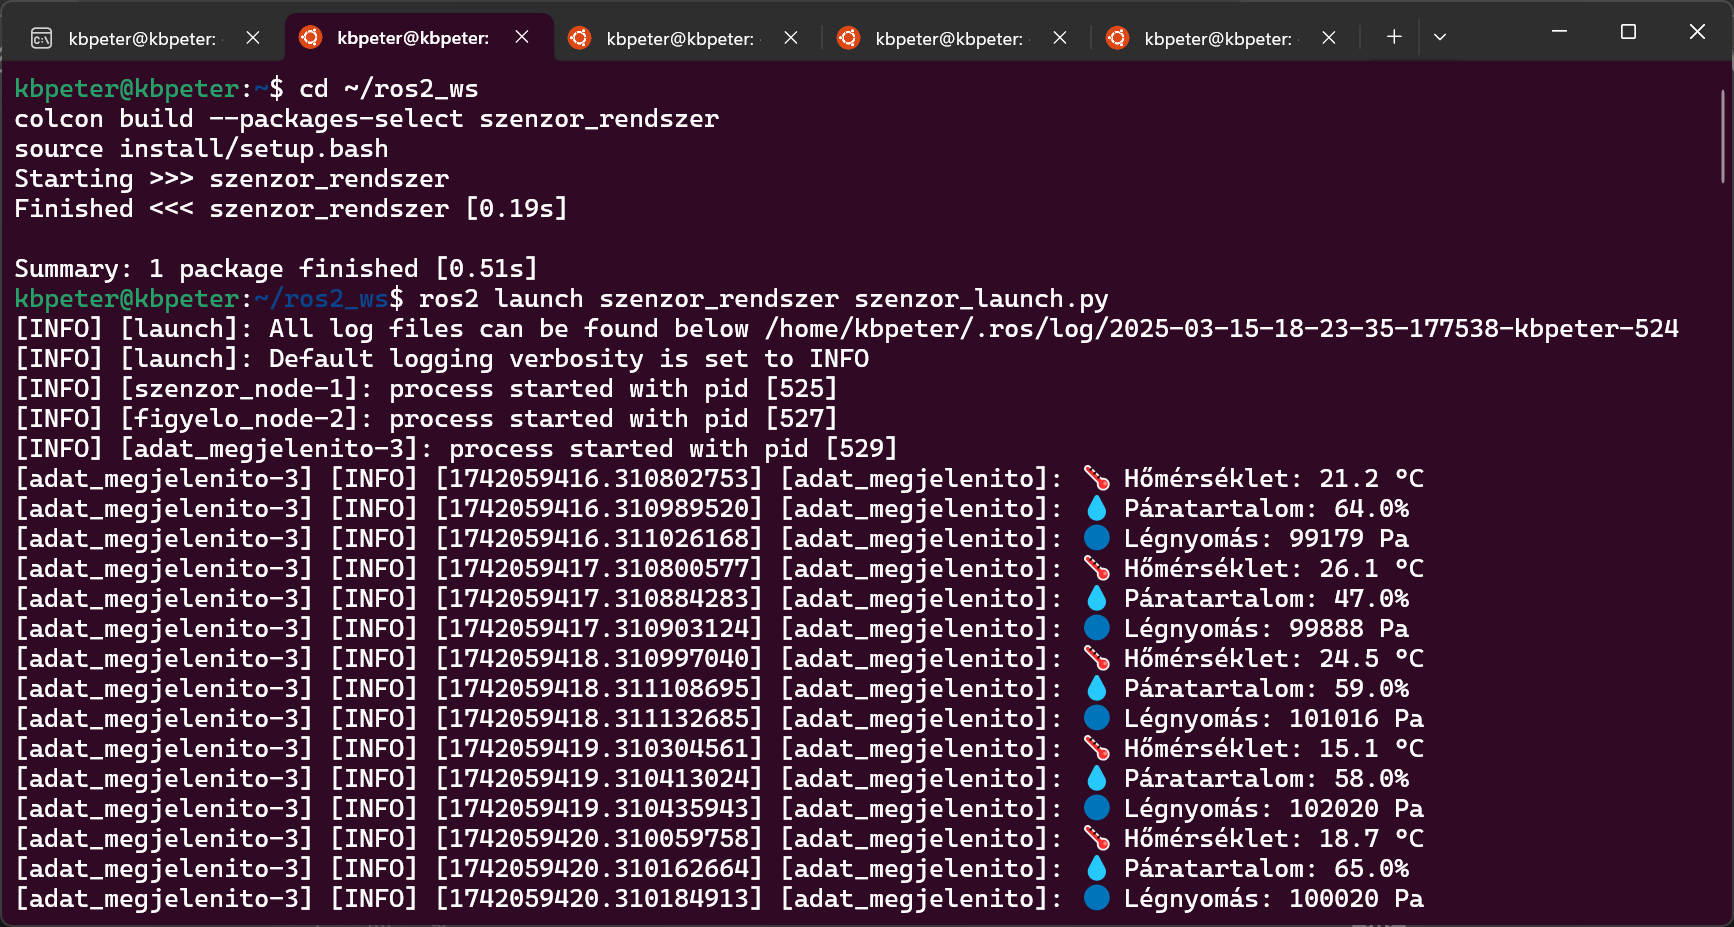 kbpeter@kbpeter: kbpeter@kbpeter: kbpeter@kbpeter: kbpeter@kbpeter: kbpeter@kbpeter:
kbpeter@kbpeter:~$ cd ~/ros2_ws
colcon build --packages-select szenzor_rendszer
source install/setup.bash
Starting >>> szenzor_rendszer
Finished <<< szenzor_rendszer [0.19s]
Summary: 1 package finished [0.51s]
kbpeter@kbpeter:~/ros2_ws$ ros2 launch szenzor_rendszer szenzor_launch.py
[INFO] [launch]: All log files can be found below /home/kbpeter/.ros/log/2025-03-15-18-23-35-177538-kbpeter-524
[INFO] [launch]: Default logging verbosity is set to INFO
[INFO] [szenzor_node-1]: process started with pid [525]
[INFO] [figyelo_node-2]: process started with pid [527]
[INFO] [adat_megjelenito-3]: process started with pid [529]
[adat_megjelenito-3] [INFO] [1742059416.310802753] [adat_megjelenito]: 🌡 Hőmérséklet: 21.2 °C
[adat_megjelenito-3] [INFO] [1742059416.310989520] [adat_megjelenito]: 💧 Páratartalom: 64.0%
[adat_megjelenito-3] [INFO] [1742059416.311026168] [adat_megjelenito]: 🔵 Légnyomás: 99179 Pa
[adat_megjelenito-3] [INFO] [1742059417.310800577] [adat_megjelenito]: 🌡 Hőmérséklet: 26.1 °C
[adat_megjelenito-3] [INFO] [1742059417.310884283] [adat_megjelenito]: 💧 Páratartalom: 47.0%
[adat_megjelenito-3] [INFO] [1742059417.310903124] [adat_megjelenito]: 🔵 Légnyomás: 99888 Pa
[adat_megjelenito-3] [INFO] [1742059418.310997040] [adat_megjelenito]: 🌡 Hőmérséklet: 24.5 °C
[adat_megjelenito-3] [INFO] [1742059418.311108695] [adat_megjelenito]: 💧 Páratartalom: 59.0%
[adat_megjelenito-3] [INFO] [1742059418.311132685] [adat_megjelenito]: 🔵 Légnyomás: 101016 Pa
[adat_megjelenito-3] [INFO] [1742059419.310304561] [adat_megjelenito]: 🌡 Hőmérséklet: 15.1 °C
[adat_megjelenito-3] [INFO] [1742059419.310413024] [adat_megjelenito]: 💧 Páratartalom: 58.0%
[adat_megjelenito-3] [INFO] [1742059419.310435943] [adat_megjelenito]: 🔵 Légnyomás: 102020 Pa
[adat_megjelenito-3] [INFO] [1742059420.310059758] [adat_megjelenito]: 🌡 Hőmérséklet: 18.7 °C
[adat_megjelenito-3] [INFO] [1742059420.310162664] [adat_megjelenito]: 💧 Páratartalom: 65.0%
[adat_megjelenito-3] [INFO] [1742059420.310184913] [adat_megjelenito]: 🔵 Légnyomás: 100020 Pa